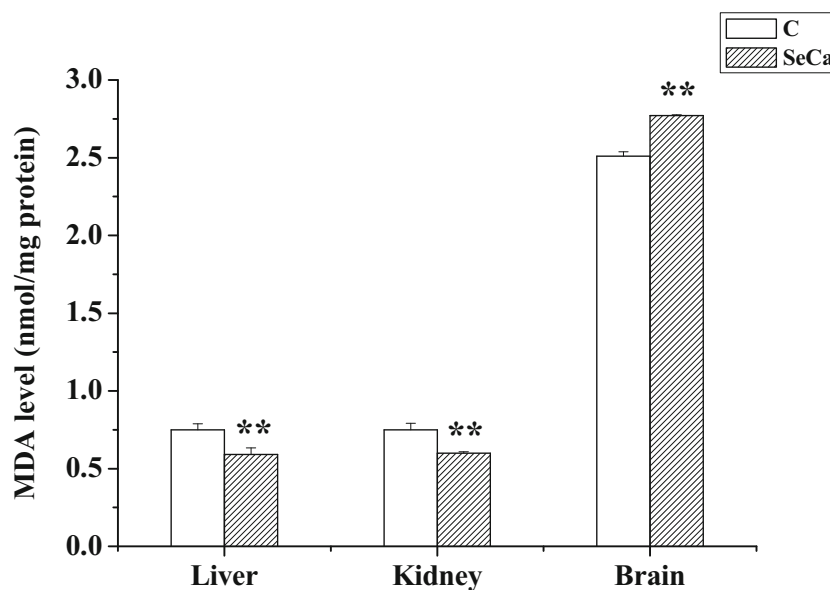 C
SeCa
MDA level (nmol/mg protein)
3.0
2.5
2.0
1.5
1.0
0.5
0.0
**
**
**
Liver Kidney Brain